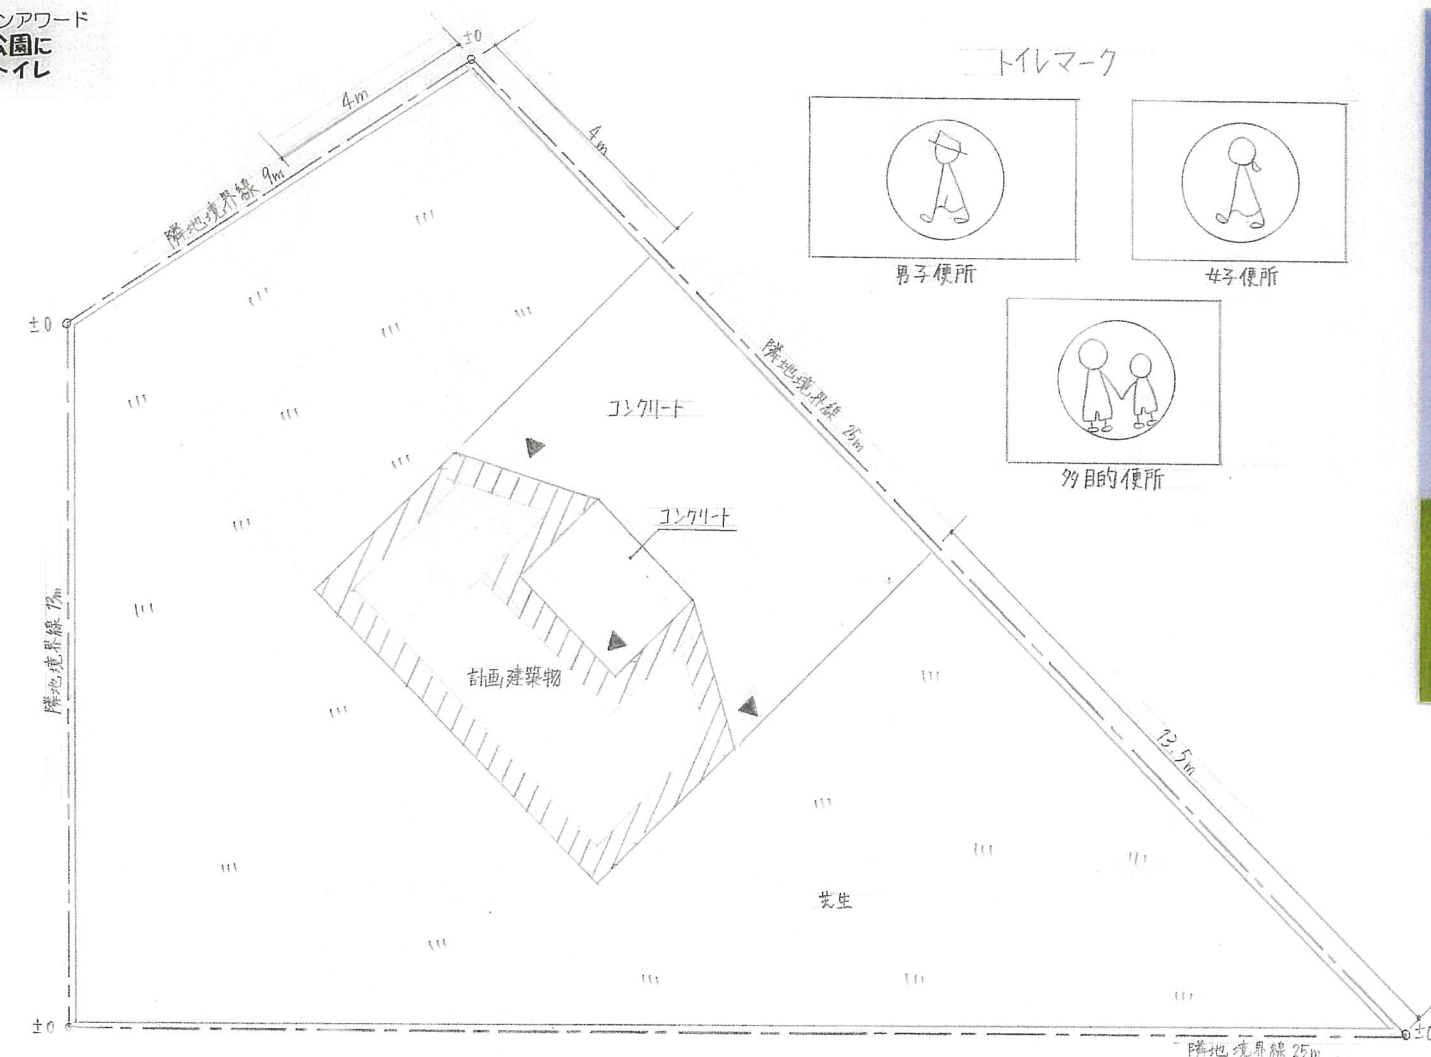 ンアワード
公園に
トイレ
±0
4m
4m
トイレマーク
隣地境界線 9m
男子便所
女子便所
多目的便所
±0
隣地境界線 25m
コンクリート
コンクリート
隣地境界線 13m
計画建築物
13.5m
芝生
±0
±0
隣地境界線 25m